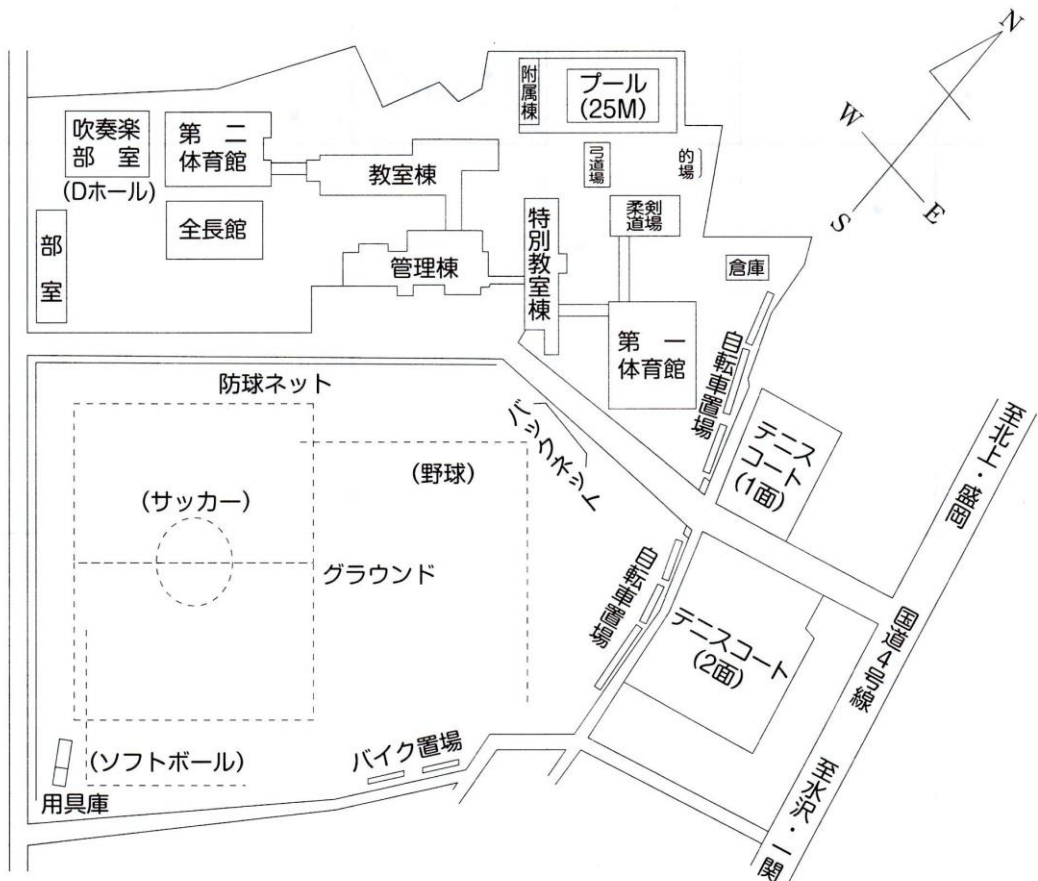 N
W
E
S
附属棟
プール
(25M)
吹奏楽
部室
(Dホール)
第二
体育館
教室棟
弓道場
的場
全長館
特別教室棟
柔剣
道場
部室
管理棟
倉庫
第一
体育館
自転車置場
防球ネット
バックネット
(野球)
テニス
コート
(1面)
至北上・盛岡
(サッカー)
グラウンド
自転車置場
テニスコート
(2面)
国道4号線
バイク置場
(ソフトボール)
用具庫
至水沢・一関